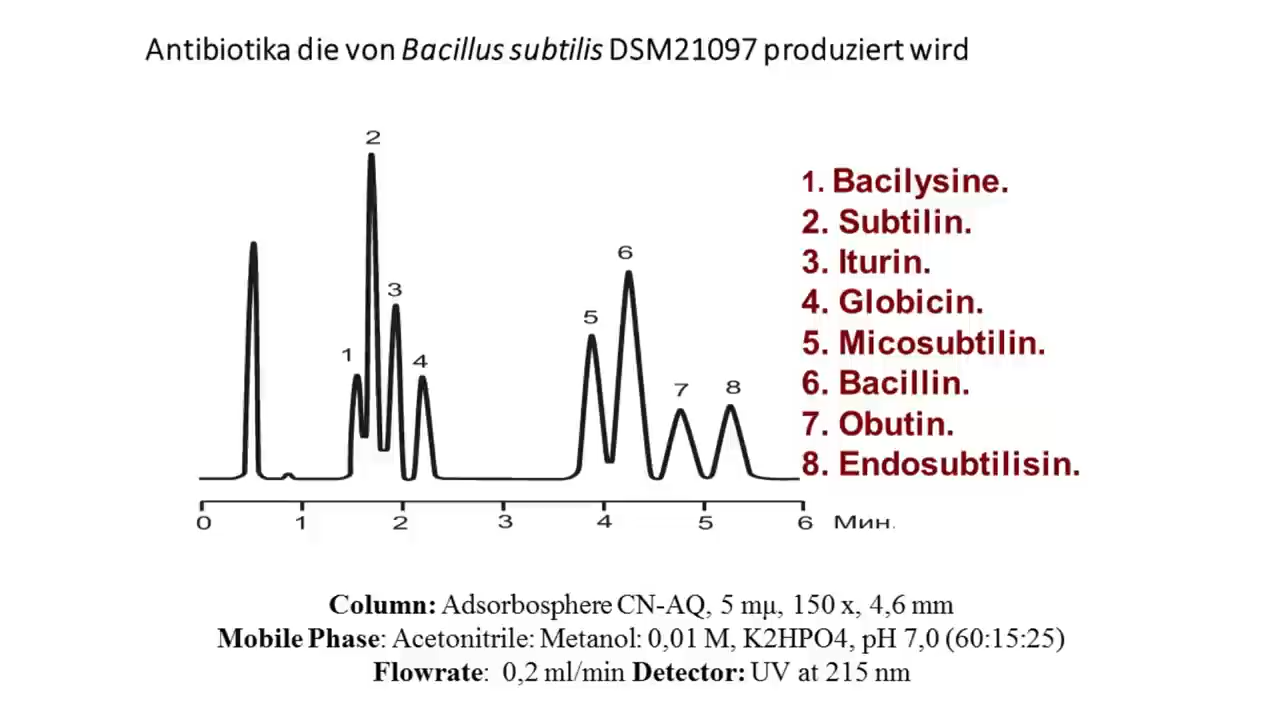 Antibiotika die von Bacillus subtilis DSM21097 produziert wird
2
6
3
5
1
4
7
8
1. Bacilysine.
2. Subtilin.
3. Iturin.
4. Globicin.
5. Micosubtilin.
6. Bacillin.
7. Obutin.
8. Endosubtilisin.
0 1 2 3 4 5 6 Мин.
Column: Adsorbosphere CN-AQ, 5 mµ, 150 x, 4,6 mm
Mobile Phase: Acetonitrile: Metanol: 0,01 M, K2HPO4, pH 7,0 (60:15:25)
Flowrate: 0,2 ml/min Detector: UV at 215 nm